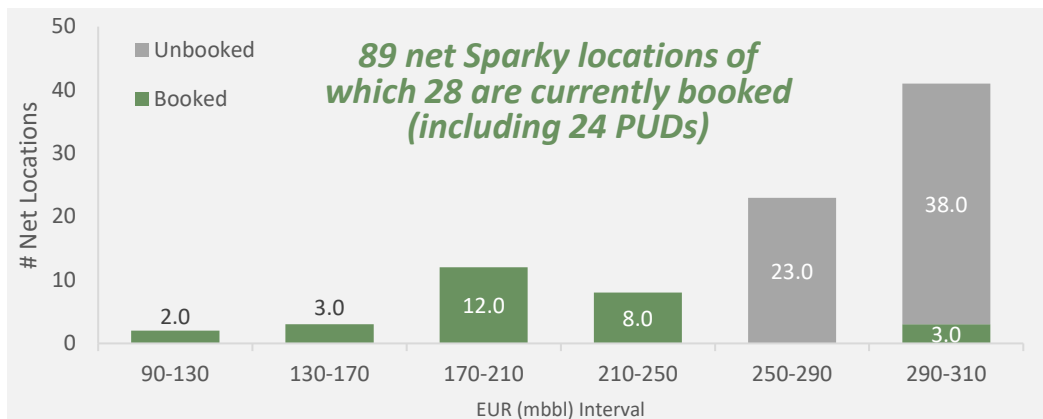 50
40
30
20
10
0
# Net Locations
Unbooked
Booked
89 net Sparky locations of
which 28 are currently booked
(including 24 PUDs)
2.0
3.0
12.0
8.0
23.0
38.0
3.0
90-130
130-170
170-210
210-250
250-290
290-310
EUR (mbbl) Interval